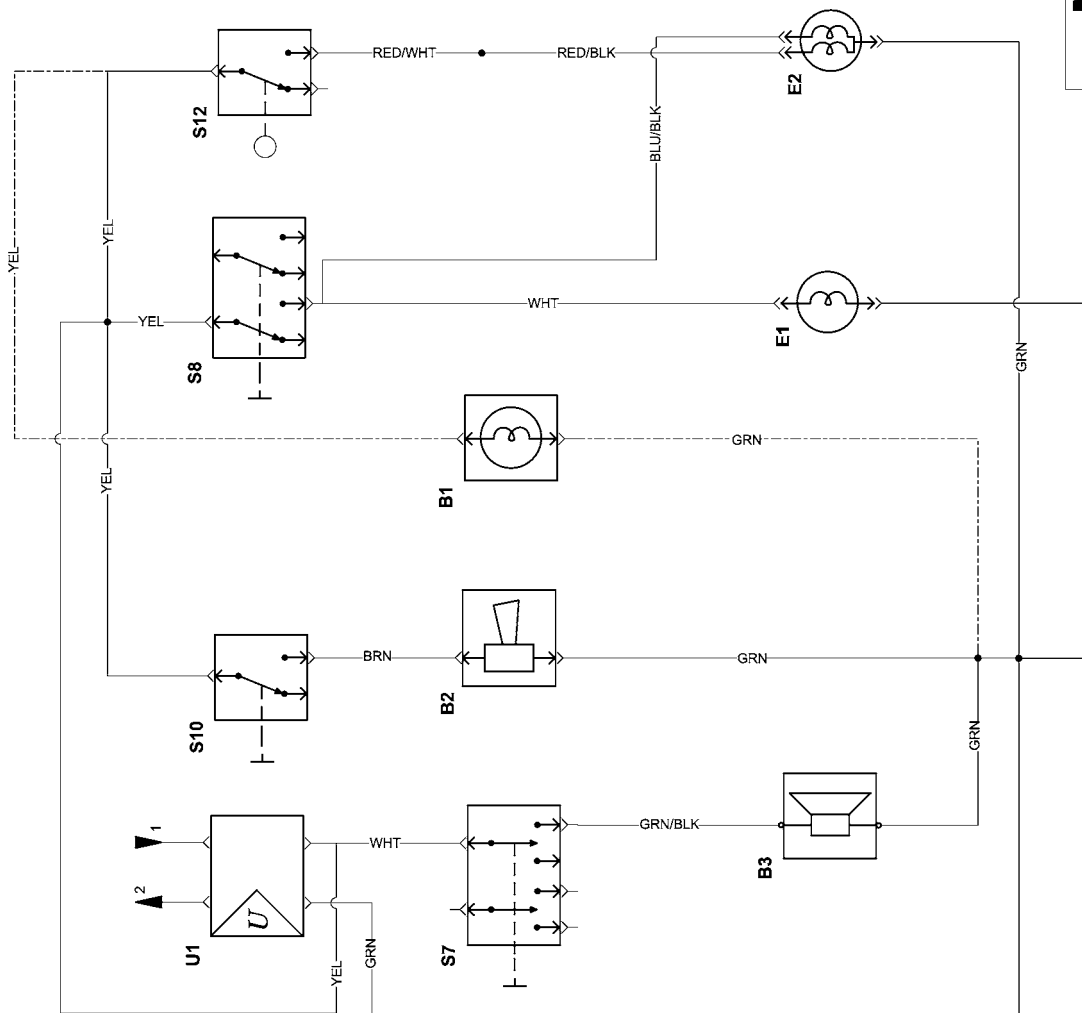 RED/WHT
RED/BLK
E2
S12
BLU/BLK
YEL
YEL
YEL
WHT
S8
E1
GRN
GRN
YEL
B1
BRN
GRN
S10
B2
GRN
1
2
WHT
GRN/BLK
U
U1
YEL
GRN
S7
B3